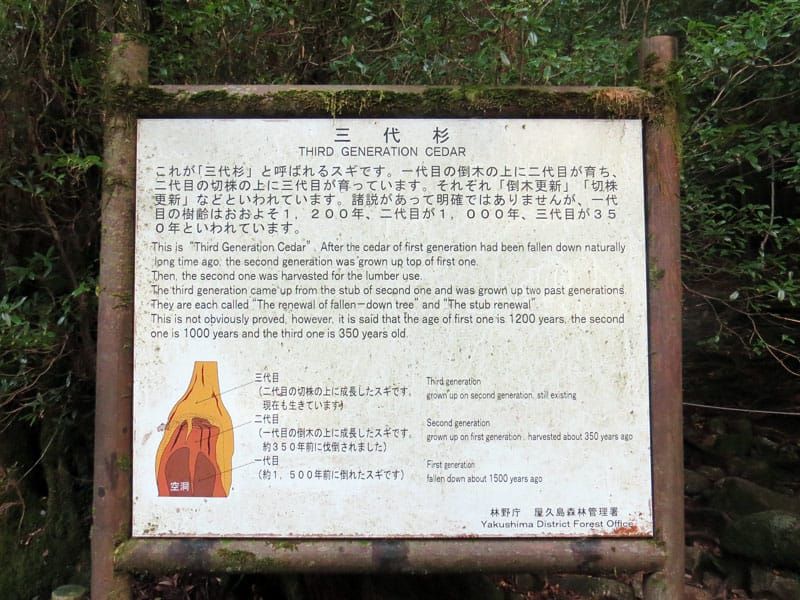 三代杉
THIRD GENERATION CEDAR
これが「三代杉」と呼ばれるスギです。一代目の倒木の上に二代目が育ち、
二代目の切株の上に三代目が育っています。それぞれ「倒木更新」「切株
更新」などといわれています。諸説があって明確ではありませんが、一代
目の樹齢はおおよそ１，２００年、二代目が１，０００年、三代目が３５
０年といわれています。
This is "Third Generation Cedar". After the cedar of first generation had been fallen down naturally
long time ago, the second generation was grown up top of first one.
Then, the second one was harvested for the lumber use.
The third generation came up from the stub of second one and was grown up two past generations.
They are each called "The renewal of fallen-down tree" and "The stub renewal".
This is not obviously proved, however, it is said that the age of first one is 1200 years, the second
one is 1000 years and the third one is 350 years old.
三代目
（二代目の切株の上に成長したスギです。
現在も生きています）
Third generation
grown up on second generation, still existing
二代目
（一代目の倒木の上に成長したスギです。
約３５０年前に伐倒されました）
Second generation
grown up on first generation, harvested about 350 years ago
一代目
（約１，５００年前に倒れたスギです）
First generation
fallen down about 1500 years ago
空洞
林野庁 屋久島森林管理署
Yakushima District Forest Office